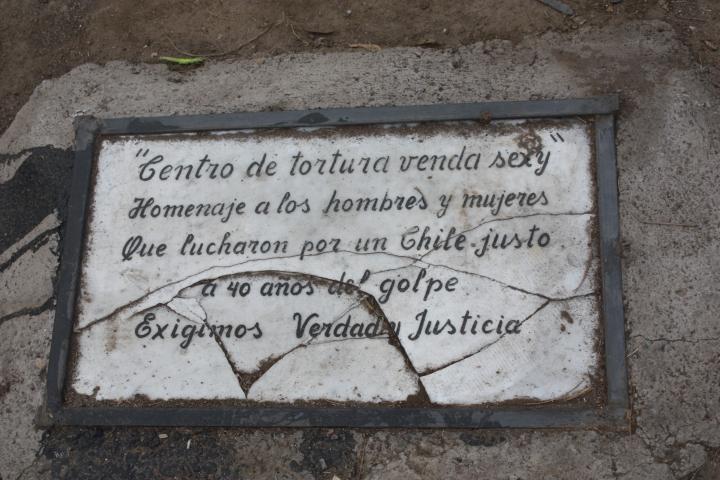 "Centro de tortura venda sexy"
Homenaje a los hombres y mujeres
Que lucharon por un Chile justo
a 40 años del golpe
Exigimos Verdad y Justicia